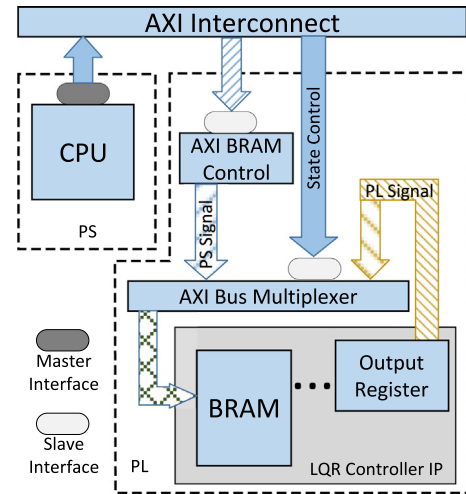 AXI Interconnect
CPU
PS
AXI BRAM
Control
State Control
PS Signal
PL Signal
AXI Bus Multiplexer
Master
Interface
Slave
Interface
PL
BRAM
...
Output
Register
LQR Controller IP